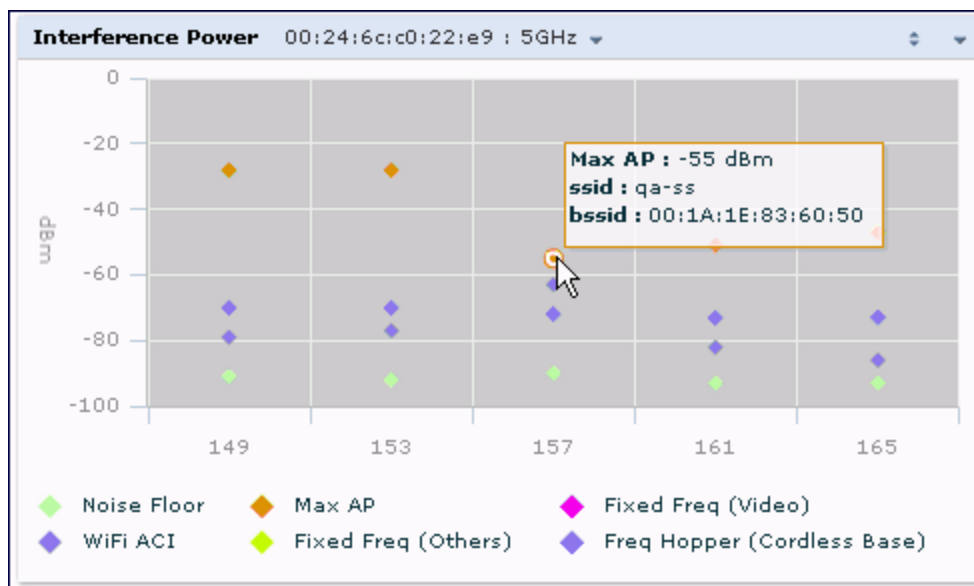 Interference Power 00:24:6c:c0:22:e9 : 5GHz
0
-20
-40
-60
-80
-100
dBm
Max AP : -55 dBm
ssid : qa-ss
bssid : 00:1A:1E:83:60:50
149 153 157 161 165
Noise Floor Max AP Fixed Freq (Video)
WiFi ACI Fixed Freq (Others) Freq Hopper (Cordless Base)